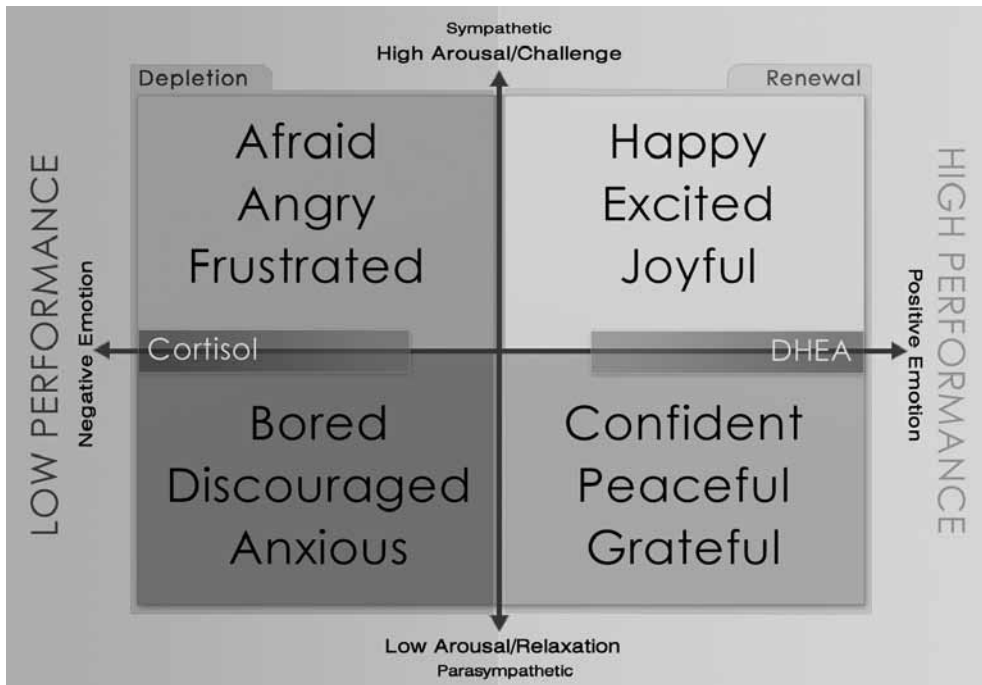 Sympathetic
High Arousal/Challenge
Depletion
Renewal
LOW PERFORMANCE
Negative Emotion
Afraid
Angry
Frustrated
Happy
Excited
Joyful
Cortisol
DHEA
Bored
Discouraged
Anxious
Confident
Peaceful
Grateful
Positive Emotion
HIGH PERFORMANCE
Low Arousal/Relaxation
Parasympathetic